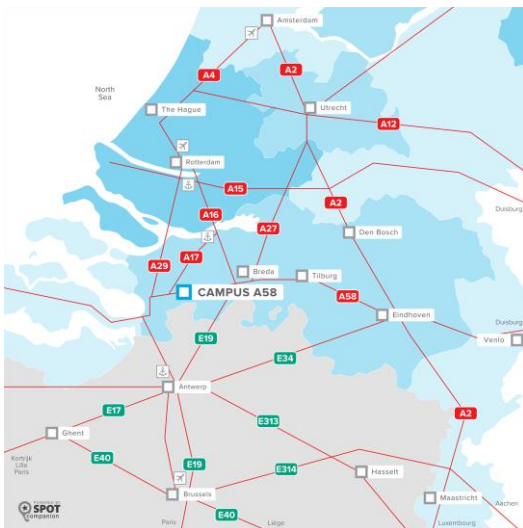 Amsterdam
A4
A2
North
Sea
The Hague
Utrecht
A12
Rotterdam
A15
A2
Duisburg
A16
A27
Den Bosch
A17
A29
Breda
Tilburg
CAMPUS A58
A58
Eindhoven
Duisburg
Venlo
E19
E34
Antwerp
E17
E313
A2
Ghent
Kortrijk
Lille
Paris
E40
E19
E314
Hasselt
Brussels
Maastricht
Aachen
POWERED BY
SPOT
companion
E40
Paris
Liège
Luxembourg